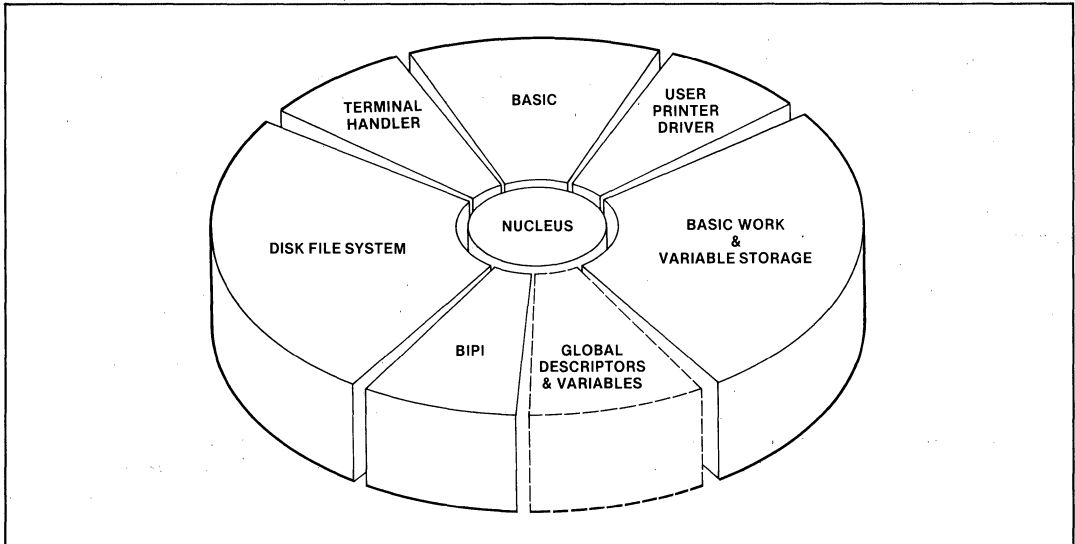 TERMINAL
HANDLER
BASIC
USER
PRINTER
DRIVER
DISK FILE SYSTEM
NUCLEUS
BASIC WORK
&
VARIABLE STORAGE
BIPI
GLOBAL
DESCRIPTORS
& VARIABLES